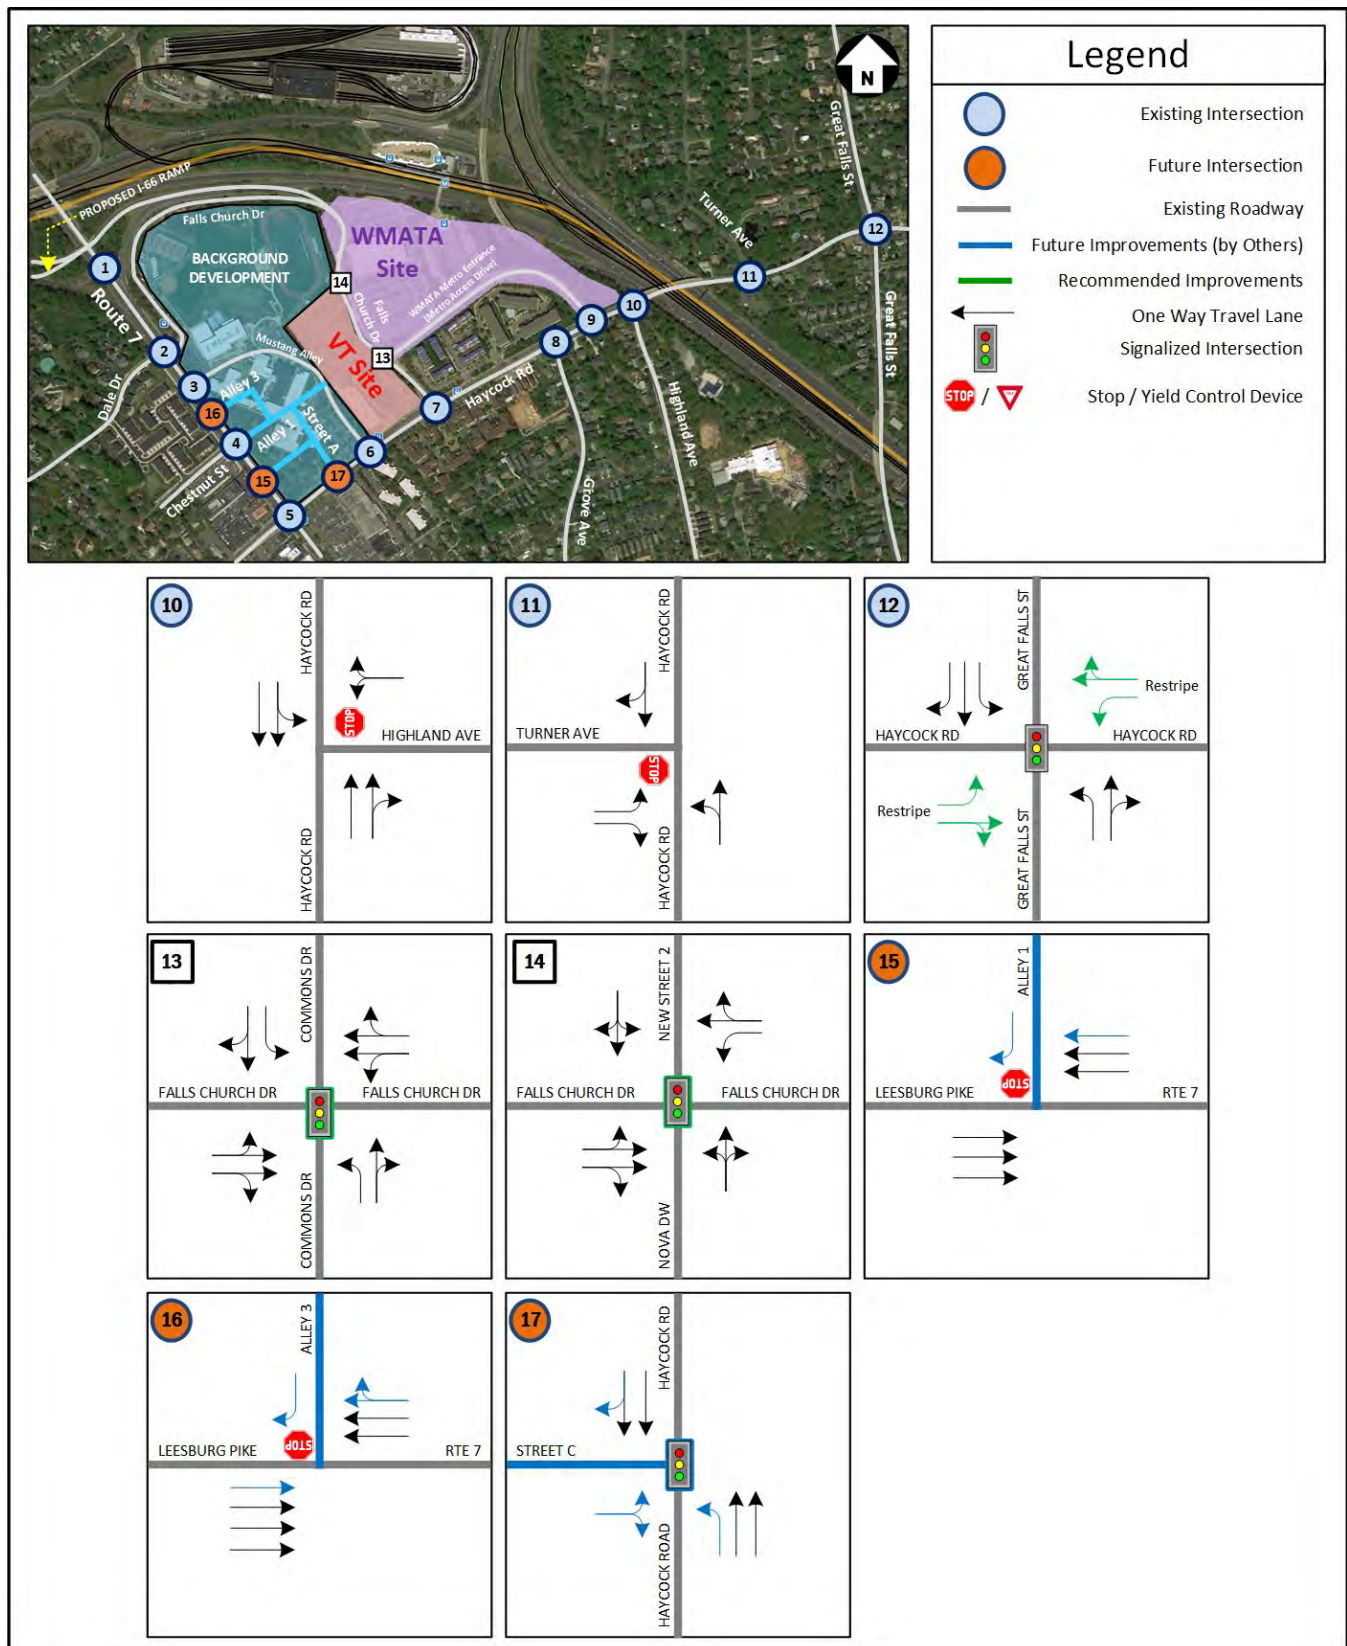 N
Great Falls St
PROPOSED I-66 RAMP
Falls Church Dr
Turner Ave
12
WMATA
Site
BACKGROUND
DEVELOPMENT
WMATA Metro Entrance
(Metro Access Drive)
1
14
11
10
Falls
Church Dr
9
Great Falls St
Route 7
8
2
Mustang Alley
VT Site
13
Dale Dr
3
Alley 3
Haycock Rd
Highland Ave
16
7
4
Alley 1
Street A
6
Chestnut St
15
17
Grove Ave
5
Legend
Existing Intersection
Future Intersection
Existing Roadway
Future Improvements (by Others)
Recommended Improvements
One Way Travel Lane
Signalized Intersection
STOP / Stop / Yield Control Device
10
HAYCOCK RD
STOP
HIGHLAND AVE
HAYCOCK RD
11
HAYCOCK RD
TURNER AVE
STOP
HAYCOCK RD
12
GREAT FALLS ST
Restripe
HAYCOCK RD
HAYCOCK RD
Restripe
GREAT FALLS ST
13
COMMONS DR
FALLS CHURCH DR
FALLS CHURCH DR
COMMONS DR
14
NEW STREET 2
FALLS CHURCH DR
FALLS CHURCH DR
NOVA DW
15
ALLEY 1
STOP
LEESBURG PIKE
RTE 7
16
ALLEY 3
STOP
LEESBURG PIKE
RTE 7
17
HAYCOCK RD
STREET C
HAYCOCK ROAD